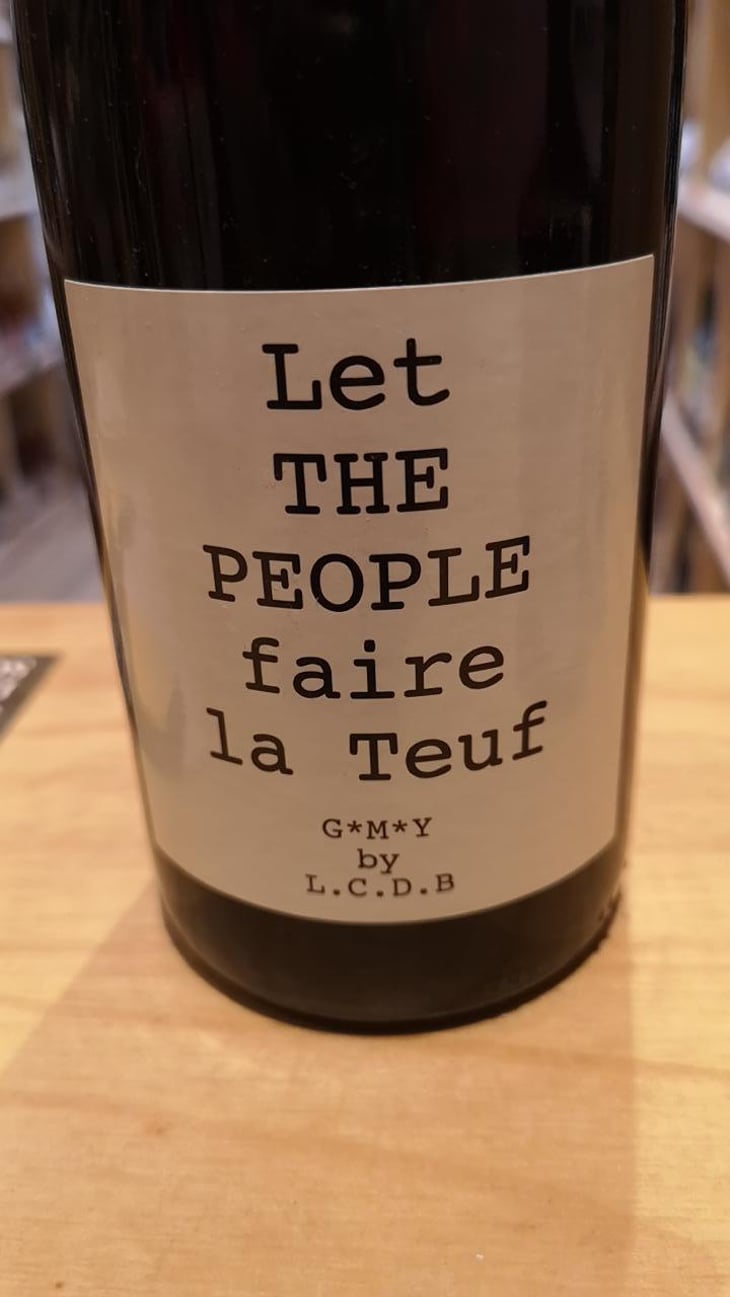 Let
THE
PEOPLE
faire
la Teuf
G*M*Y
by
L.C.D.B